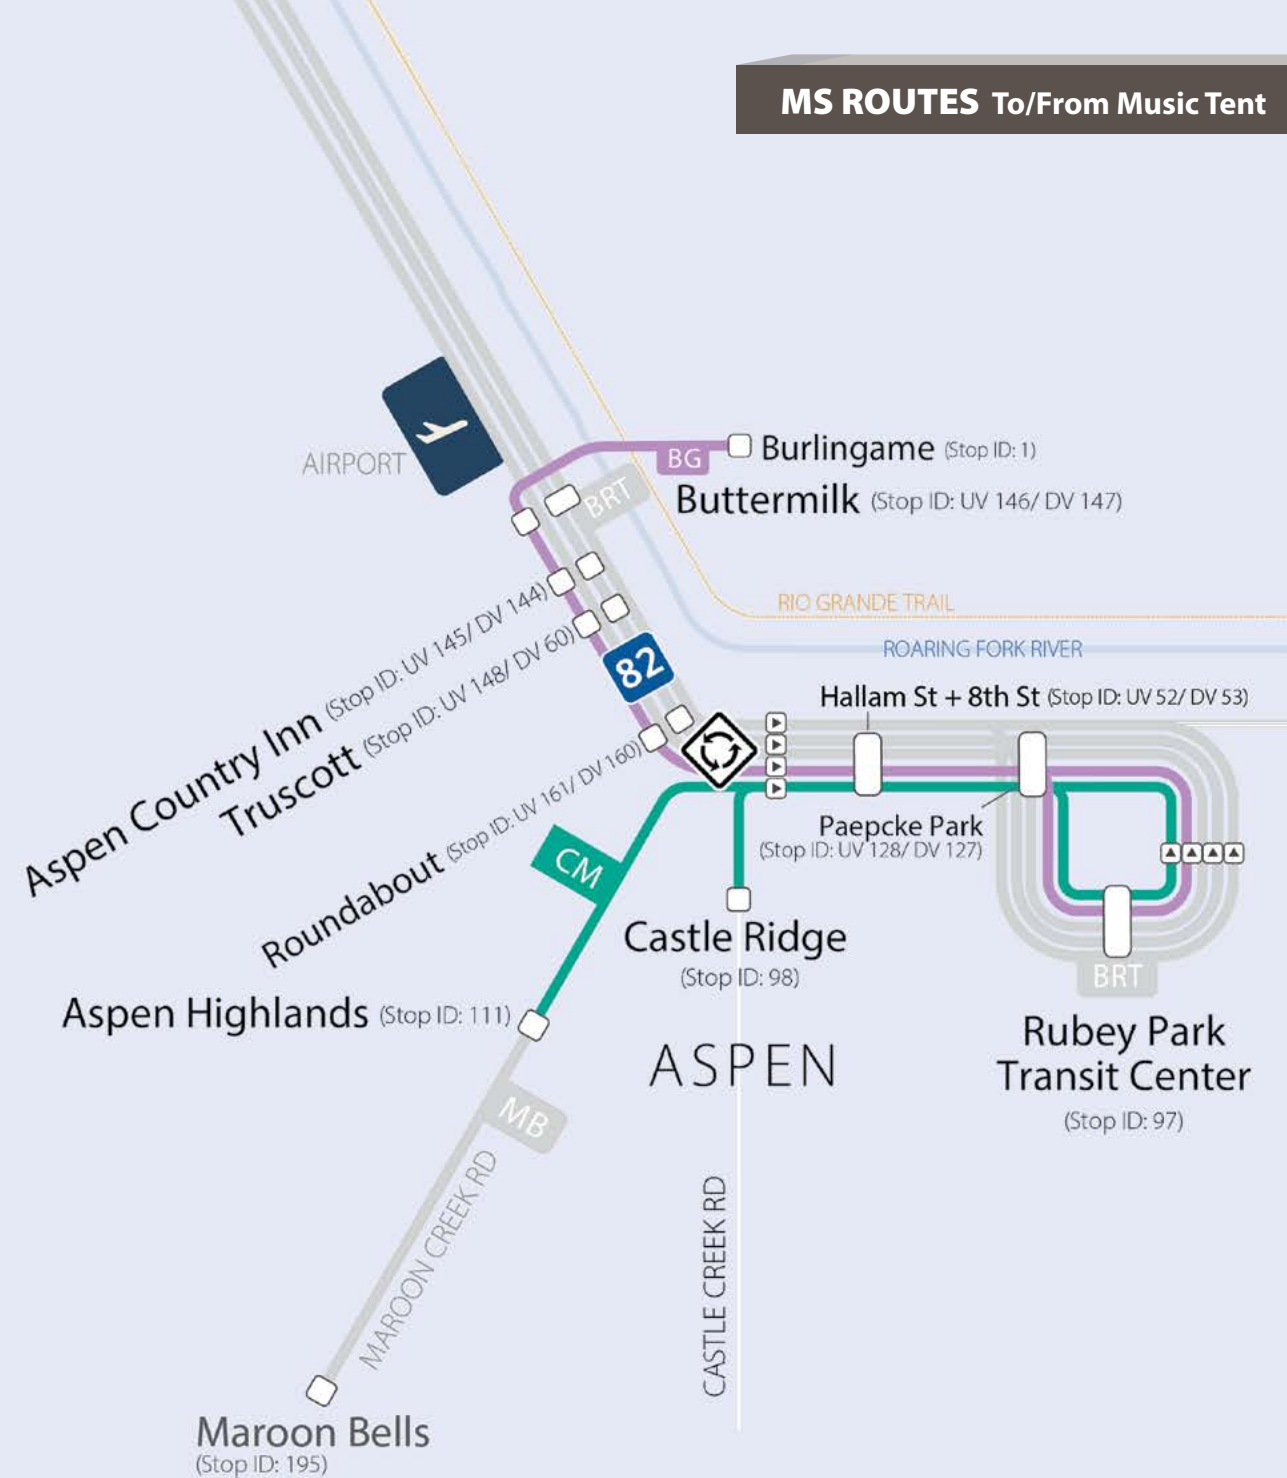 MS ROUTES To/From Music Tent
AIRPORT
BG
Burlingame (Stop ID: 1)
BRT
Buttermilk (Stop ID: UV 146/ DV 147)
RIO GRANDE TRAIL
ROARING FORK RIVER
Aspen Country Inn (Stop ID: UV 145/ DV 144)
Truscott (Stop ID: UV 148/ DV 60)
82
Hallam St + 8th St (Stop ID: UV 52/ DV 53)
Roundabout (Stop ID: UV 161/ DV 160)
Paepcke Park
(Stop ID: UV 128/ DV 127)
CM
Castle Ridge
(Stop ID: 98)
BRT
Aspen Highlands (Stop ID: 111)
Rubey Park
Transit Center
(Stop ID: 97)
ASPEN
MB
MAROON CREEK RD
CASTLE CREEK RD
Maroon Bells
(Stop ID: 195)